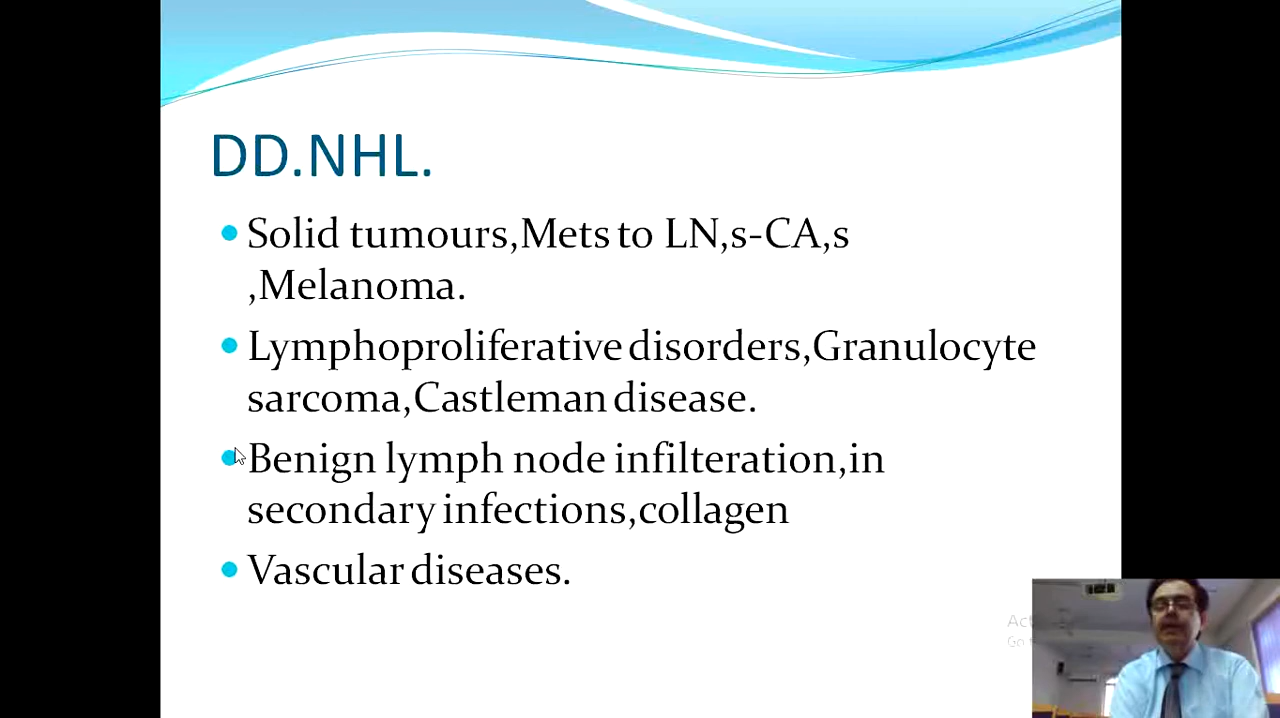 DD.NHL.
Solid tumours,Mets to LN,s-CA,s
,Melanoma.
Lymphoproliferative disorders,Granulocyte
sarcoma,Castleman disease.
Benign lymph node infilteration,in
secondary infections,collagen
Vascular diseases.